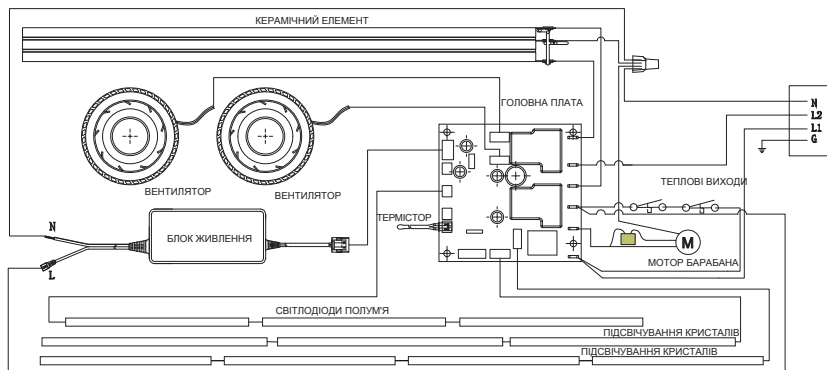 КЕРАМІЧНИЙ ЕЛЕМЕНТ
ГОЛОВНА ПЛАТА
N
L2
L1
G
ВЕНТИЛЯТОР
ВЕНТИЛЯТОР
ТЕПЛОВІ ВИХОДИ
ТЕРМІСТОР
N
БЛОК ЖИВЛЕННЯ
L
M
МОТОР БАРАБАНА
СВІТЛОДІОДИ ПОЛУМ'Я
ПІДСВІЧУВАННЯ КРИСТАЛІВ
ПІДСВІЧУВАННЯ КРИСТАЛІВ